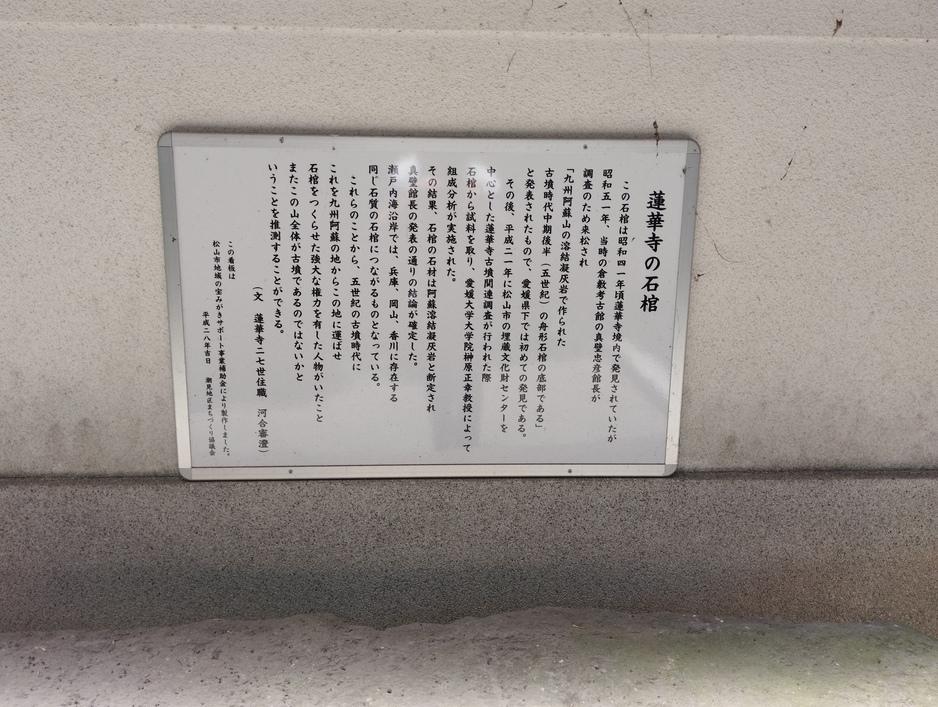 蓮華寺の石棺
この石棺は昭和四一年頃蓮華寺境内で発見されていたが
昭和五一年、当時の倉敷考古館の真壁忠彦館長が
調査のため来松され
「九州阿蘇山の溶結凝灰岩で作られた
古墳時代中期後半(五世紀)の舟形石棺の底部である」
と発表されたもので、愛媛県下では初めての発見である。
その後、平成二一年に松山市の埋蔵文化財センターを
中心とした蓮華寺古墳関連調査が行われた際
石棺から試料を取り、愛媛大学大学院榊原正幸教授によって
組成分析が実施された。
その結果、石棺の石材は阿蘇溶結凝灰岩と断定され
真壁館長の発表の通りの結論が確定した。
瀬戸内海沿岸では、兵庫、岡山、香川に存在する
同じ石質の石棺につながるものとなっている。
これらのことから、五世紀の古墳時代に
これを九州阿蘇の地からこの地に運ばせ
石棺をつくらせた強大な権力を有した人物がいたこと
またこの山全体が古墳であるのではないかと
いうことを推測することができる。
(文 蓮華寺二七世住職 河合審澄)
この看板は
松山市地域の宝みがきサポート事業補助金により製作しました。
平成二八年吉日 潮見地区まちづくり協議会